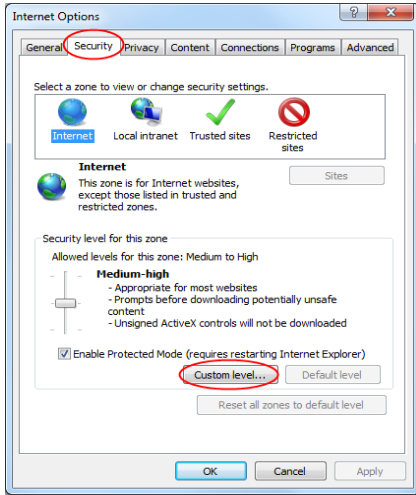 Internet Options
General Security Privacy Content Connections Programs Advanced
Select a zone to view or change security settings.
Internet Local intranet Trusted sites Restricted
sites
Internet
This zone is for Internet websites,
except those listed in trusted and
restricted zones.
Sites
Security level for this zone
Allowed levels for this zone: Medium to High
Medium-high
- Appropriate for most websites
- Prompts before downloading potentially unsafe
content
- Unsigned ActiveX controls will not be downloaded
Enable Protected Mode (requires restarting Internet Explorer)
Custom level... Default level
Reset all zones to default level
OK Cancel Apply